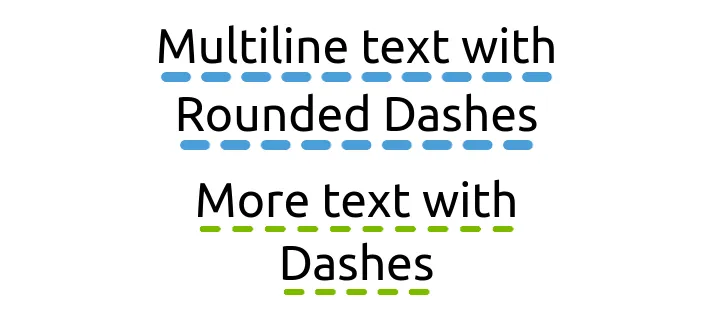 Multiline text with
Rounded Dashes
More text with
Dashes